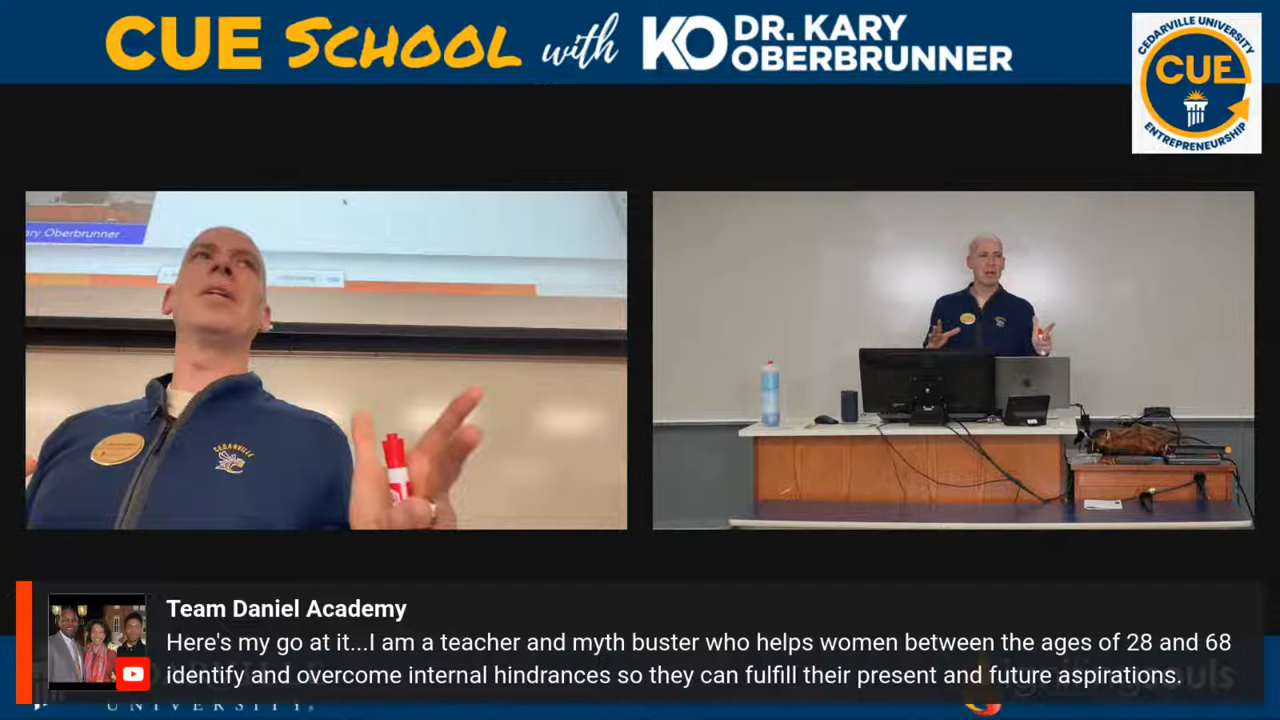 CUE SCHOOL with KO DR. KARY
OBERBRUNNER
CEDARVILLE UNIVERSITY
CUE
ENTREPRENEURSHIP
ary Oberbrunner
CEDARVILLE
Team Daniel Academy
Here's my go at it...I am a teacher and myth buster who helps women between the ages of 28 and 68
identify and overcome internal hindrances so they can fulfill their present and future aspirations.
UNIVERSITY